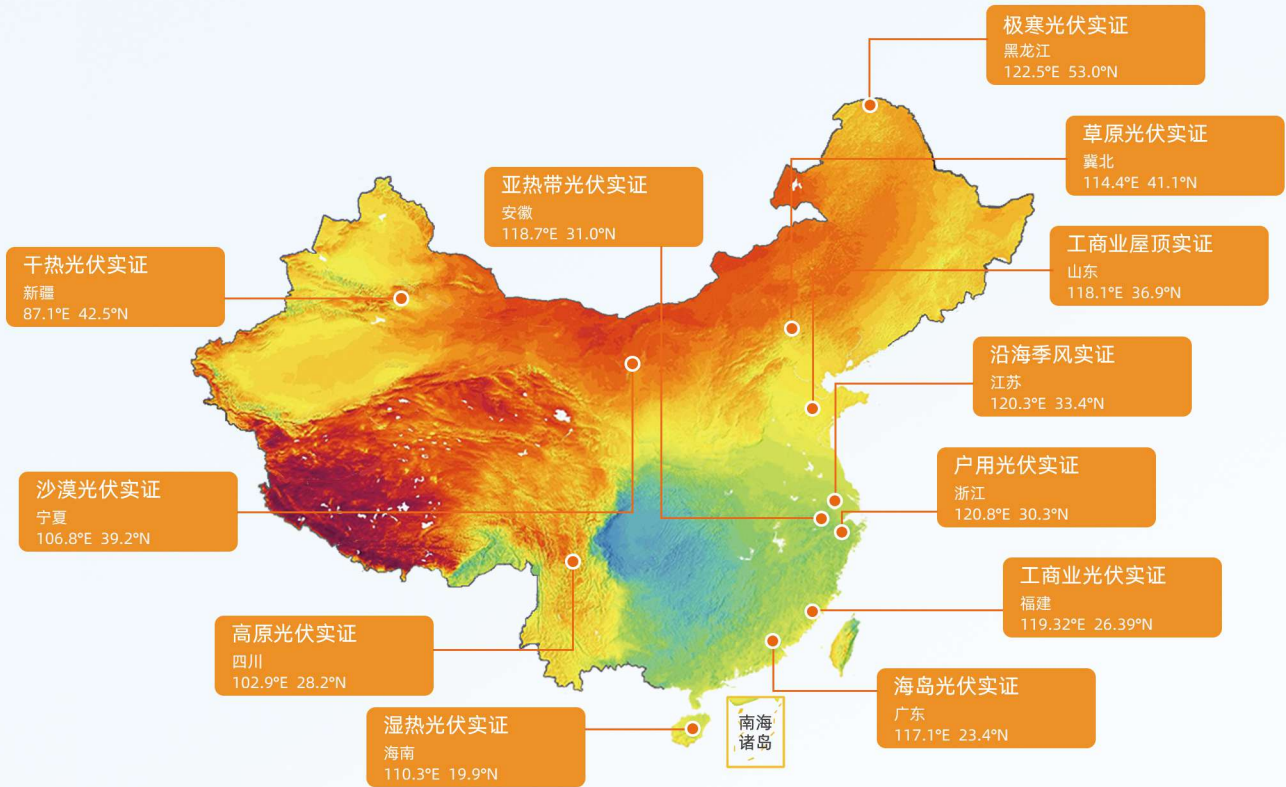 极寒光伏实证
黑龙江
122.5°E 53.0°N
草原光伏实证
冀北
114.4°E 41.1°N
亚热带光伏实证
安徽
118.7°E 31.0°N
工商业屋顶实证
山东
118.1°E 36.9°N
干热光伏实证
新疆
87.1°E 42.5°N
沿海季风实证
江苏
120.3°E 33.4°N
户用光伏实证
浙江
120.8°E 30.3°N
沙漠光伏实证
宁夏
106.8°E 39.2°N
工商业光伏实证
福建
119.32°E 26.39°N
高原光伏实证
四川
102.9°E 28.2°N
海岛光伏实证
广东
117.1°E 23.4°N
湿热光伏实证
海南
110.3°E 19.9°N
南海
诸岛